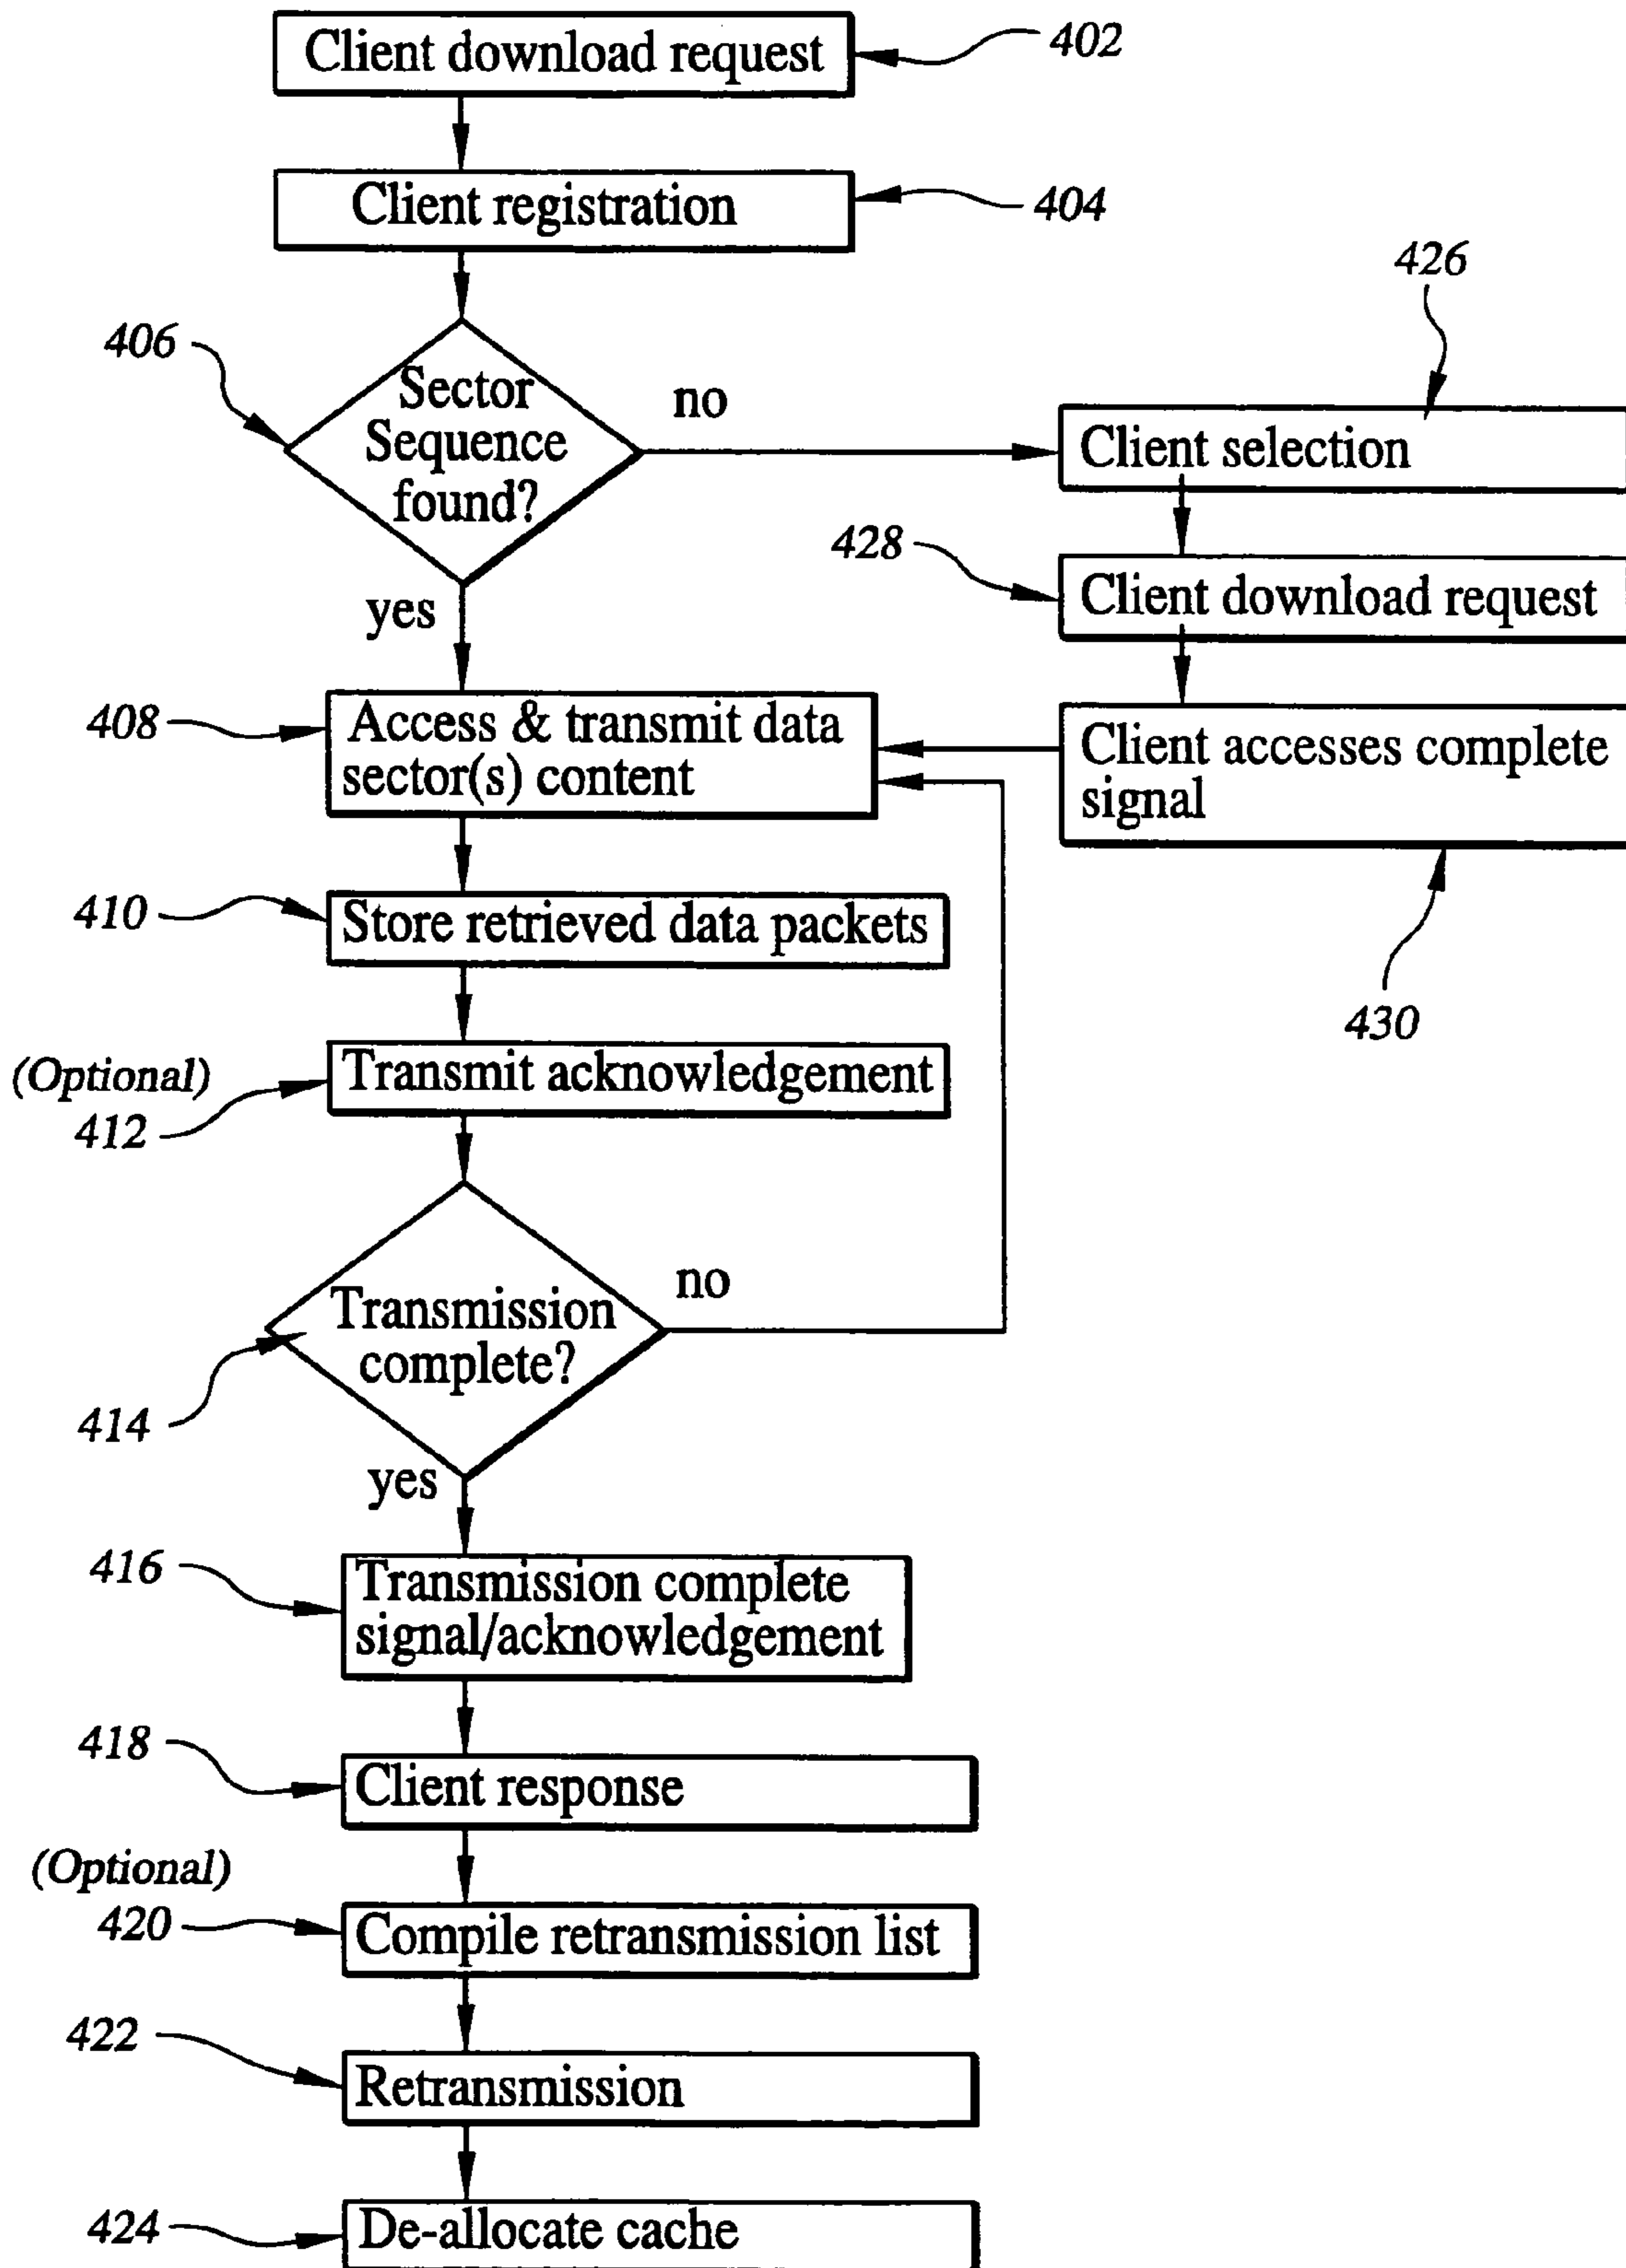 Client download request
402
Client registration
404
406
Sector
Sequence
found?
no
yes
426
Client selection
428
Client download request
Client accesses complete
signal
430
408
Access & transmit data
sector(s) content
410
Store retrieved data packets
(Optional)
412
Transmit acknowledgement
Transmission
complete?
no
414
yes
416
Transmission complete
signal/acknowledgement
418
Client response
(Optional)
420
Compile retransmission list
422
Retransmission
424
De-allocate cache